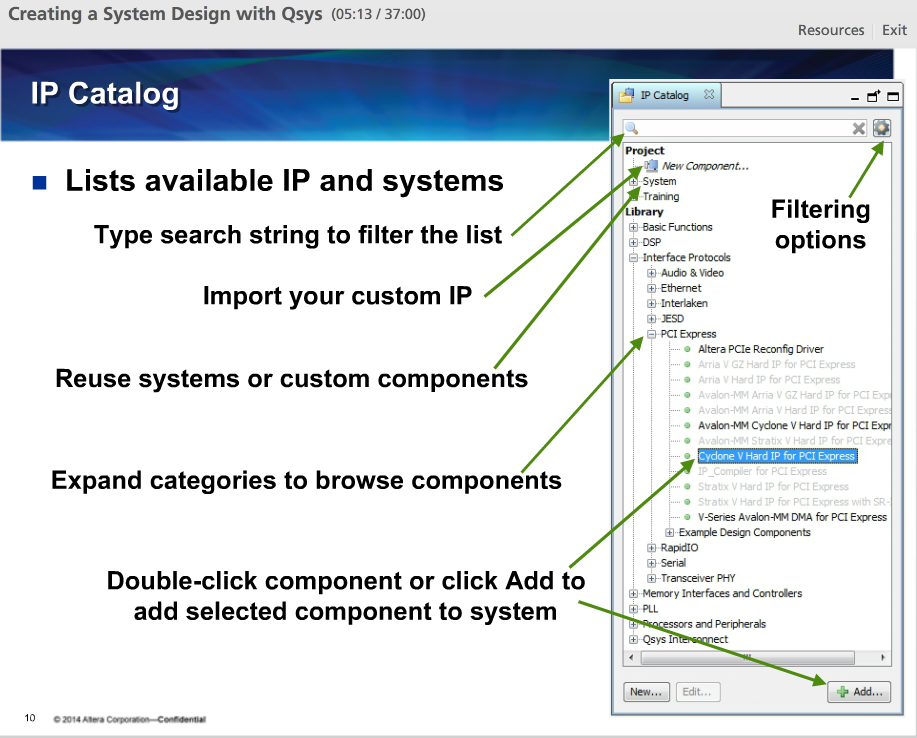 Creating a System Design with Qsys (05:13 / 37:00)
Resources Exit
IP Catalog
Lists available IP and systems
Type search string to filter the list
Import your custom IP
Reuse systems or custom components
Expand categories to browse components
Double-click component or click Add to
add selected component to system
Filtering
options
IP Catalog
Project
New Component...
System
Training
Library
Basic Functions
DSP
Interface Protocols
Audio & Video
Ethernet
Interlaken
JESD
PCI Express
Altera PCIe Reconfig Driver
Arria V GZ Hard IP for PCI Express
Arria V Hard IP for PCI Express
Avalon-MM Arria V GZ Hard IP for PCI Expr
Avalon-MM Arria V Hard IP for PCI Express
Avalon-MM Cyclone V Hard IP for PCI Expr
Avalon-MM Stratix V Hard IP for PCI Expre
Cyclone V Hard IP for PCI Express
IP_Compiler for PCI Express
Stratix V Hard IP for PCI Express
Stratix V Hard IP for PCI Express with SR-
V-Series Avalon-MM DMA for PCI Express
Example Design Components
RapidIO
Serial
Transceiver PHY
Memory Interfaces and Controllers
PLL
Processors and Peripherals
Qsys Interconnect
New... Edit... Add...
10 © 2014 Altera Corporation—Confidential